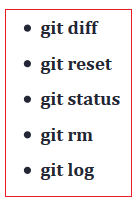 • git diff
• git reset
• git status
• git rm
• git log